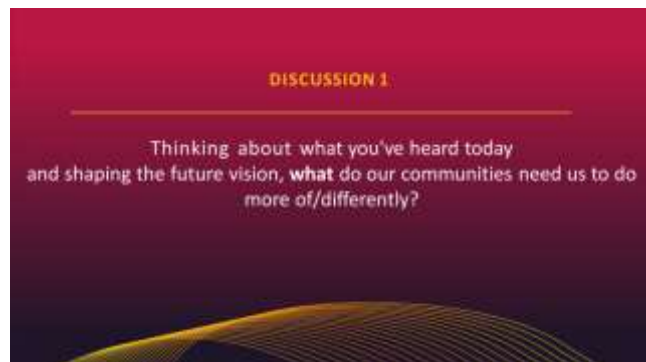 DISCUSSION 1
Thinking about what you've heard today
and shaping the future vision, what do our communities need us to do
more of/differently?